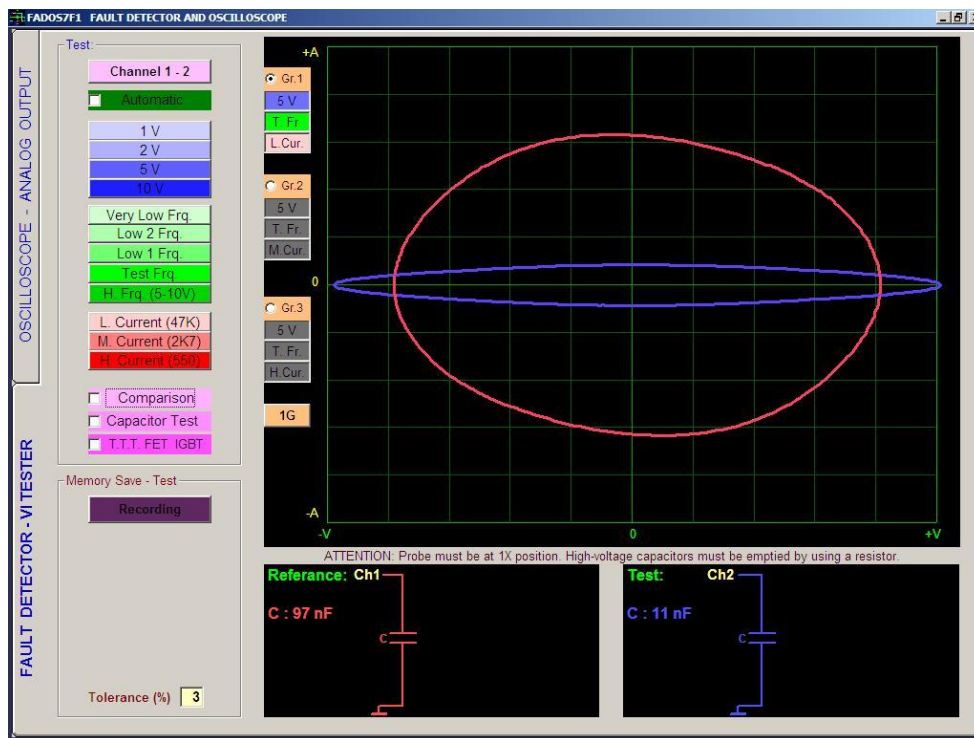 FADOS7F1 FAULT DETECTOR AND OSCILLOSCOPE
OSCILLOSCOPE - ANALOG OUTPUT
FAULT DETECTOR - VI TESTER
Test:
Channel 1 - 2
Automatic
1 V
2 V
5 V
10 V
Very Low Frq.
Low 2 Frq.
Low 1 Frq.
Test Frq.
H. Frq. (5-10V)
L. Current (47K)
M. Current (2K7)
H. Current (550)
Comparison
Capacitor Test
T.T.T. FET IGBT
Memory Save - Test
Recording
Tolerance (%) 3
+A
Gr.1
5 V
T. Fr
L.Cur.
Gr.2
5 V
T. Fr.
M.Cur.
0
Gr.3
5 V
T. Fr.
H.Cur.
1G
-A
-V 0 +V
ATTENTION: Probe must be at 1X position. High-voltage capacitors must be emptied by using a resistor.
Referance: Ch1
C : 97 nF
C
Test: Ch2
C : 11 nF
C